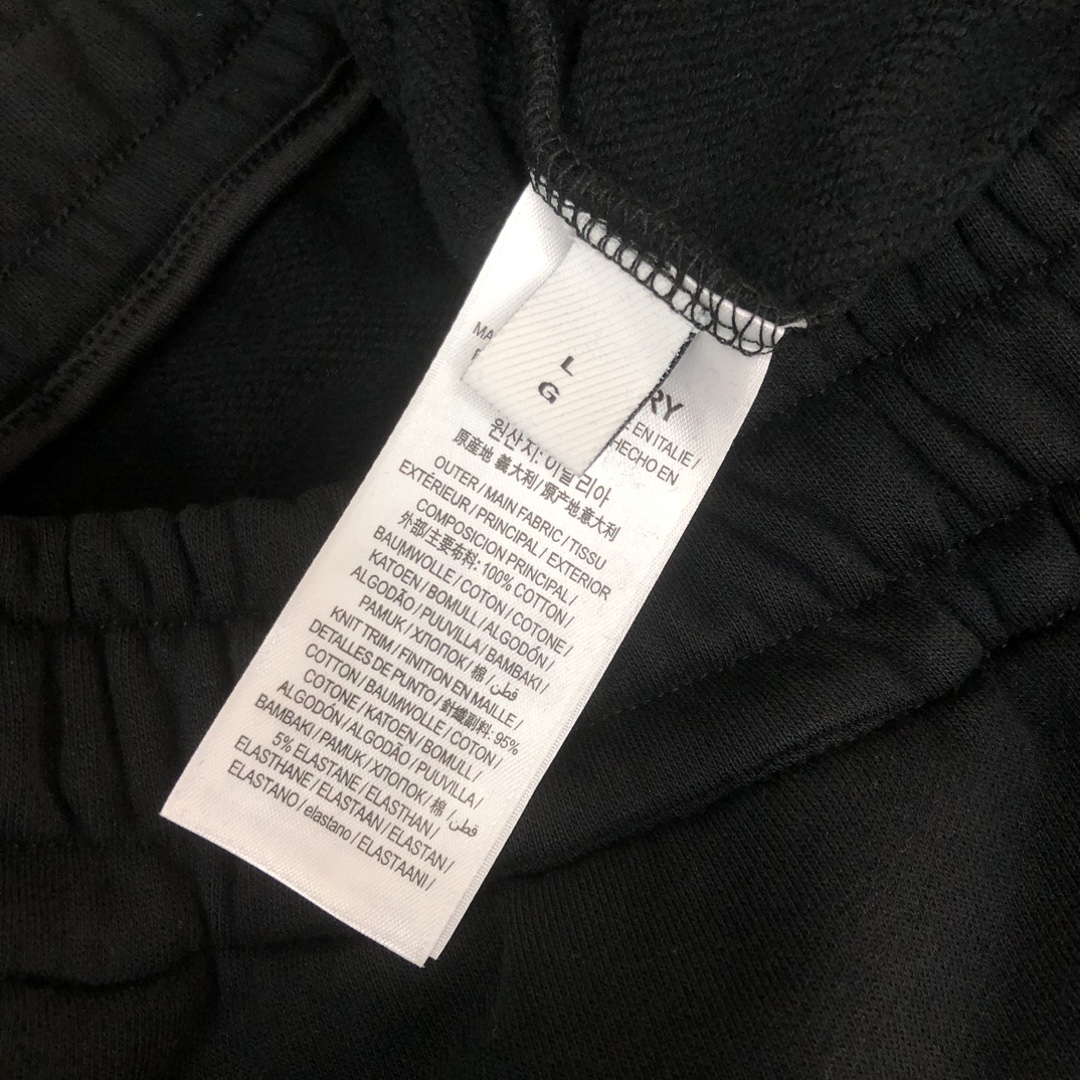 L
G
RY
EN ITALIE /
HECHO EN
원산지: 이탈리아
原産地 義大利 / 原产地意大利
OUTER / MAIN FABRIC / TISSU
EXTÉRIEUR / PRINCIPAL / EXTERIOR
COMPOSICION PRINCIPAL /
外部/主要布料: 100% COTTON /
BAUMWOLLE / COTON / COTONE /
KATOEN / BOMULL / ALGODÓN /
ALGODÃO / PUUVILLA / BAMBAKI /
PAMUK / ХЛОПОК / 棉 / قطن /
KNIT TRIM / FINITION EN MAILLE /
DETALLES DE PUNTO / 針織副料: 95%
COTTON / BAUMWOLLE / COTON /
COTONE / KATOEN / BOMULL /
ALGODÓN / ALGODÃO / PUUVILLA /
BAMBAKI / PAMUK / ХЛОПОК / 棉 / قطن /
5% ELASTANE / ELASTHAN /
ELASTHANE / ELASTAAN / ELASTAN /
ELASTANO / elastano / ELASTAANI /